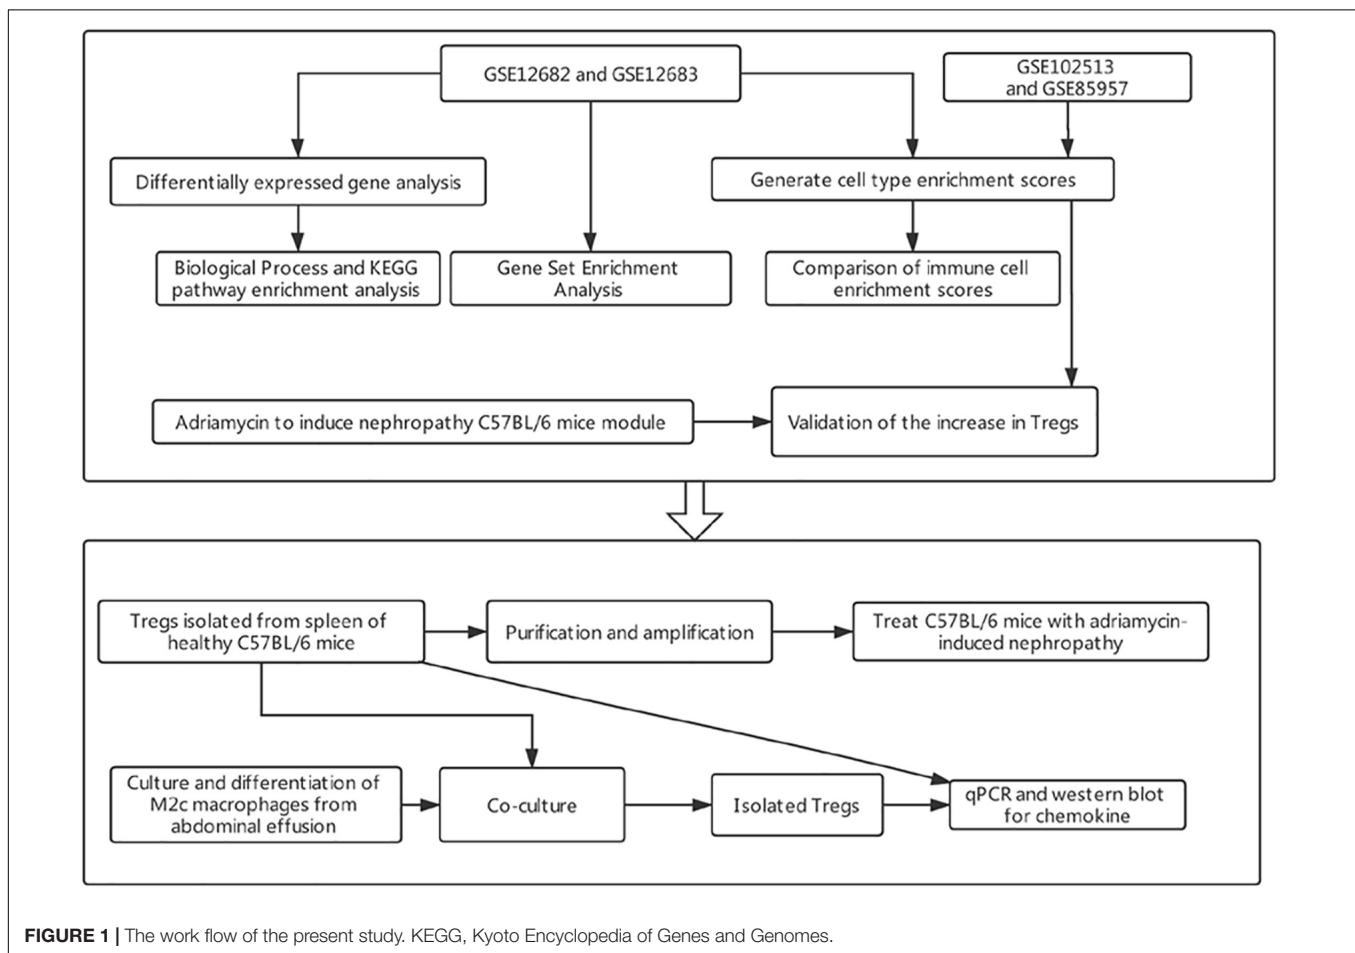 GSE12682 and GSE12683
GSE102513
and GSE85957
Differentially expressed gene analysis
Generate cell type enrichment scores
Biological Process and KEGG
pathway enrichment analysis
Gene Set Enrichment
Analysis
Comparison of immune cell
enrichment scores
Adriamycin to induce nephropathy C57BL/6 mice module
Validation of the increase in Tregs
Tregs isolated from spleen of
healthy C57BL/6 mice
Purification and amplification
Treat C57BL/6 mice with adriamycin-
induced nephropathy
Culture and differentiation of
M2c macrophages from
abdominal effusion
Co-culture
Isolated Tregs
qPCR and western blot
for chemokine
FIGURE 1 | The work flow of the present study. KEGG, Kyoto Encyclopedia of Genes and Genomes.